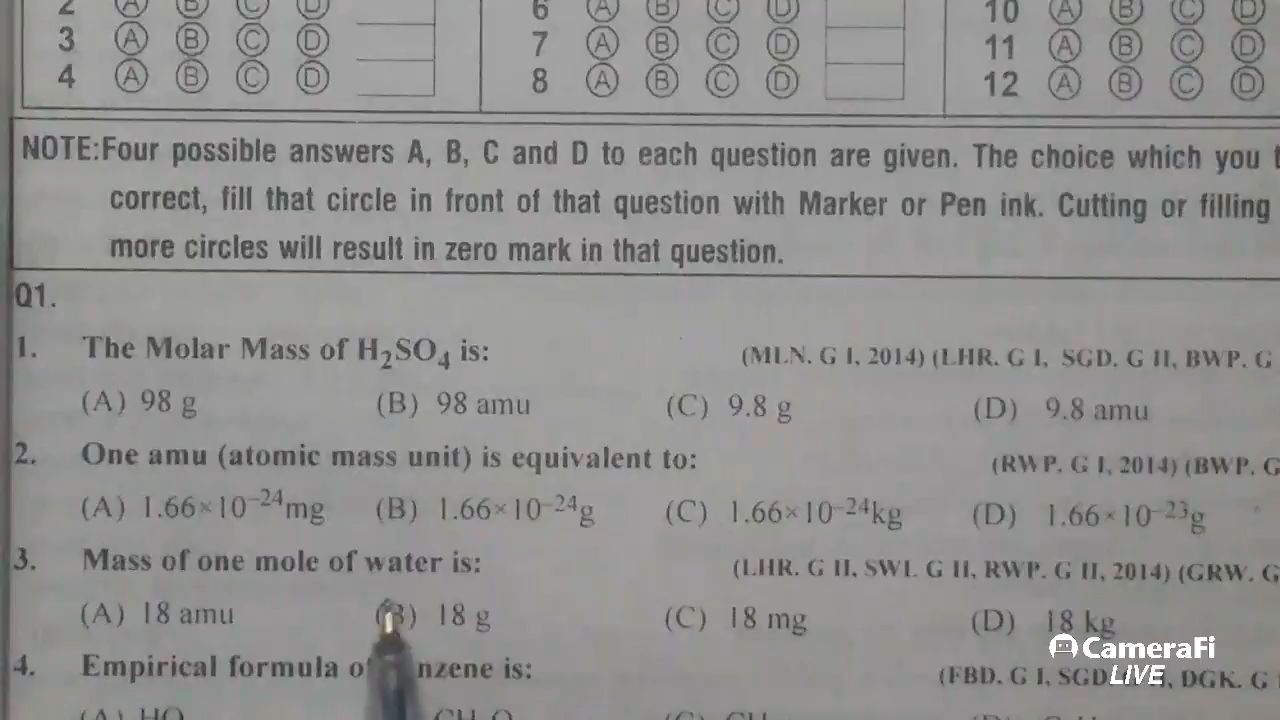 2 A B C D 6 A B C D 10 A B C D
3 A B C D 7 A B C D 11 A B C D
4 A B C D 8 A B C D 12 A B C D
NOTE:Four possible answers A, B, C and D to each question are given. The choice which you
correct, fill that circle in front of that question with Marker or Pen ink. Cutting or filling
more circles will result in zero mark in that question.
Q1.
1. The Molar Mass of H₂SO₄ is: (MLN. G I, 2014) (LHR. G I, SGD. G II, BWP. G
(A) 98 g (B) 98 amu (C) 9.8 g (D) 9.8 amu
2. One amu (atomic mass unit) is equivalent to: (RWP. G I, 2014) (BWP. G
(A) 1.66×10⁻²⁴mg (B) 1.66×10⁻²⁴g (C) 1.66×10⁻²⁴kg (D) 1.66×10⁻²³g
3. Mass of one mole of water is: (LHR. G II, SWL G II, RWP. G II, 2014) (GRW. G
(A) 18 amu (B) 18 g (C) 18 mg (D) 18 kg
4. Empirical formula is: (FBD. G I, DGK. G
CameraFi
LIVE